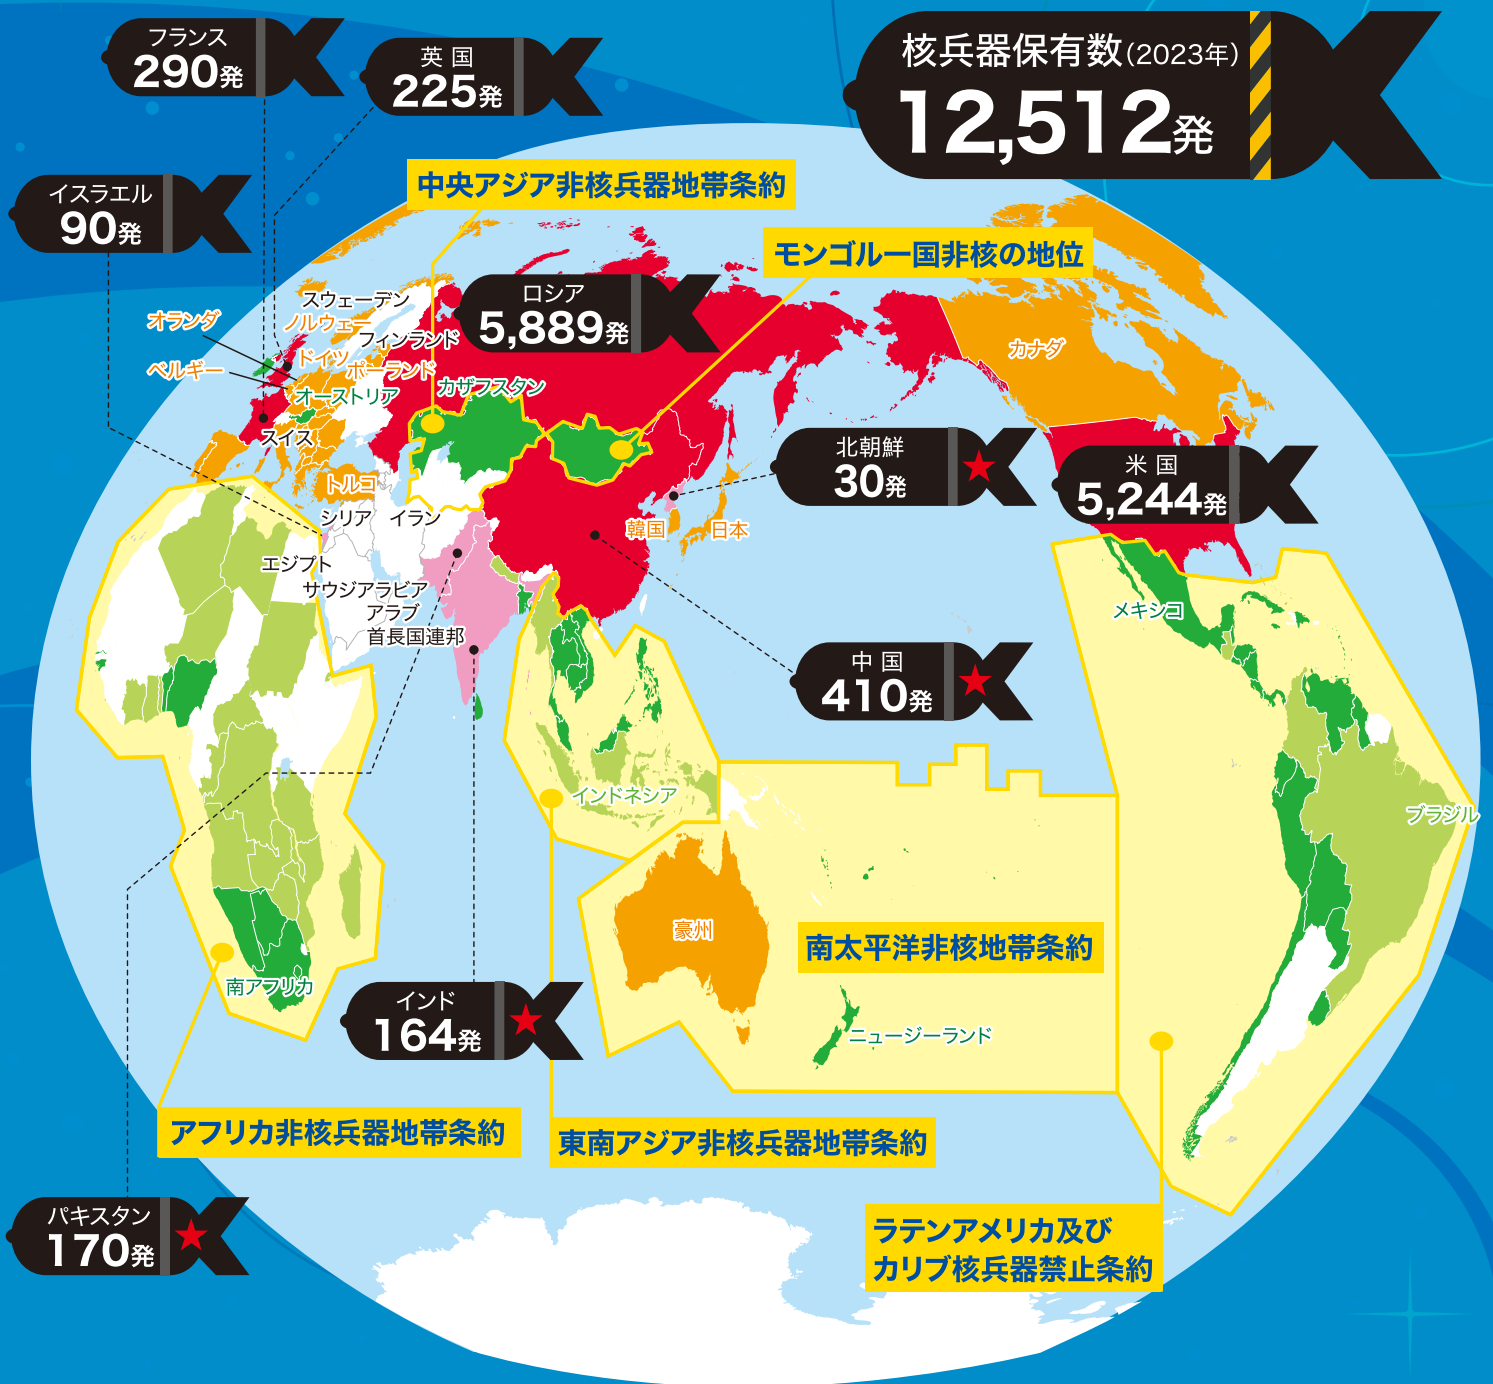 フランス
290発
英国
225発
核兵器保有数(2023年)
12,512発
イスラエル
90発
中央アジア非核兵器地帯条約
モンゴル一国非核の地位
ロシア
5,889発
スウェーデン
オランダ
ノルウェー
フィンランド
ドイツ
ベルギー
ポーランド
オーストリア
カザフスタン
カナダ
スイス
トルコ
北朝鮮
30発
米国
5,244発
シリア
イラン
韓国
日本
エジプト
サウジアラビア
アラブ
首長国連邦
メキシコ
中国
410発
インドネシア
ブラジル
豪州
南太平洋非核地帯条約
南アフリカ
インド
164発
ニュージーランド
アフリカ非核兵器地帯条約
東南アジア非核兵器地帯条約
パキスタン
170発
ラテンアメリカ及び
カリブ核兵器禁止条約